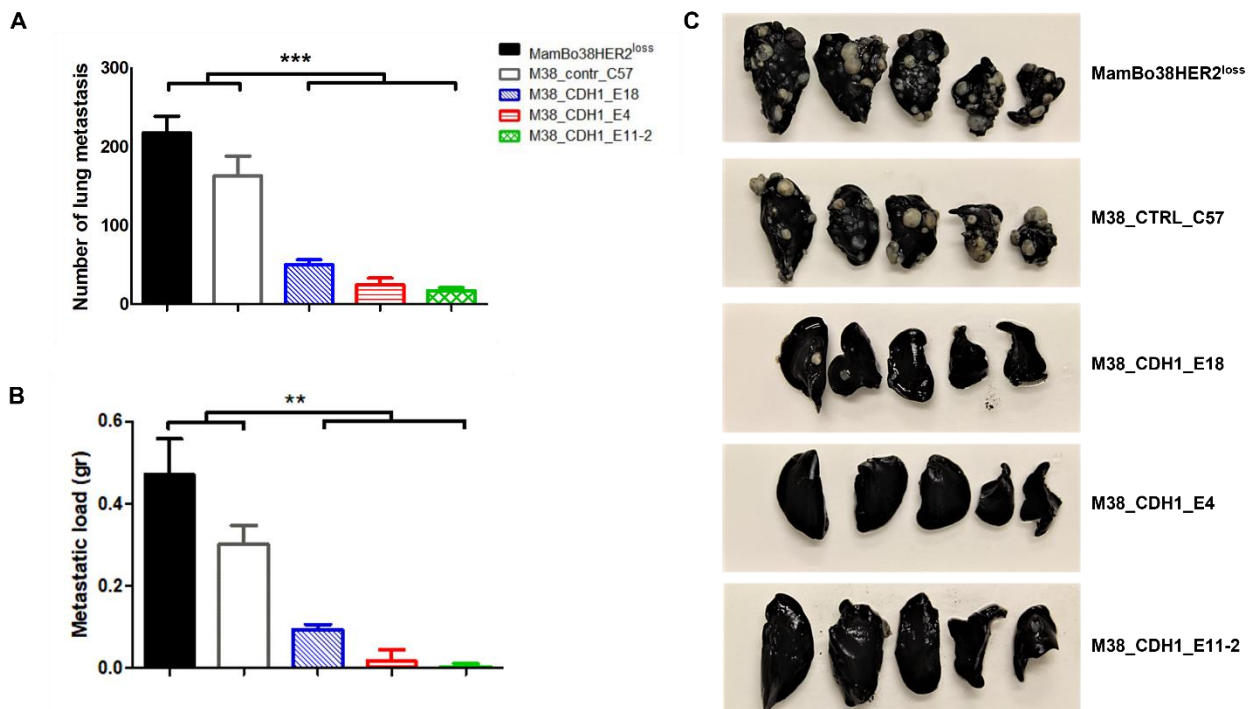 A
MamBo38HER2loss
M38_contr_C57
M38_CDH1_E18
M38_CDH1_E4
M38_CDH1_E11-2
***
Number of lung metastasis
300
200
100
0
B
**
Metastatic load (gr)
0.6
0.4
0.2
0.0
C
MamBo38HER2loss
M38_CTRL_C57
M38_CDH1_E18
M38_CDH1_E4
M38_CDH1_E11-2